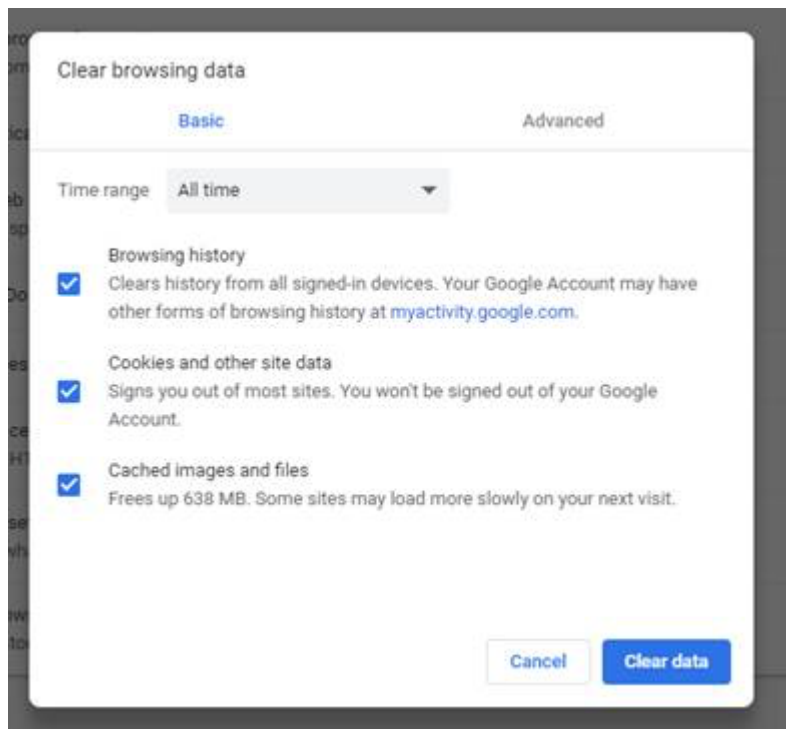 Clear browsing data
Basic
Advanced
Time range
All time
Browsing history
Clears history from all signed-in devices. Your Google Account may have
other forms of browsing history at myactivity.google.com.
Cookies and other site data
Signs you out of most sites. You won't be signed out of your Google
Account.
Cached images and files
Frees up 638 MB. Some sites may load more slowly on your next visit.
Cancel
Clear data